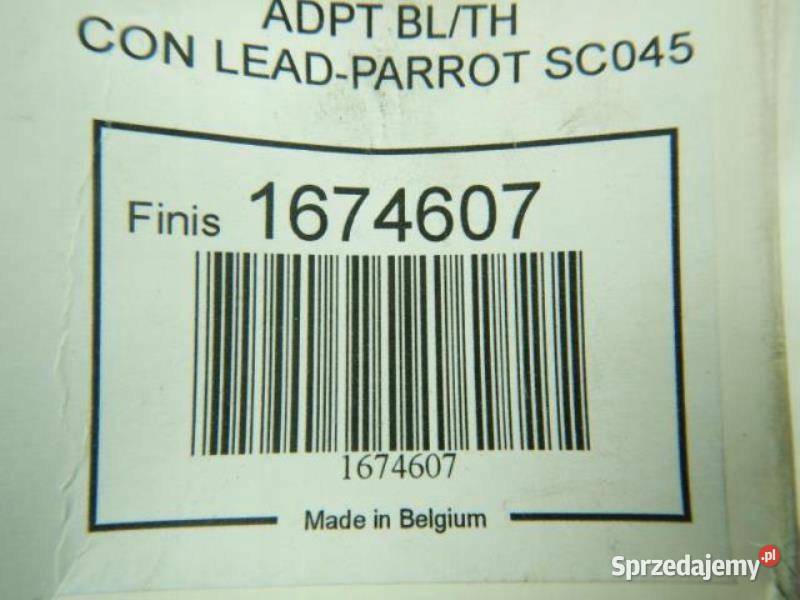 ADPT BL/TH
CON LEAD-PARROT SC045
Finis 1674607
1674607
Made in Belgium
Sprzedajemy.pl